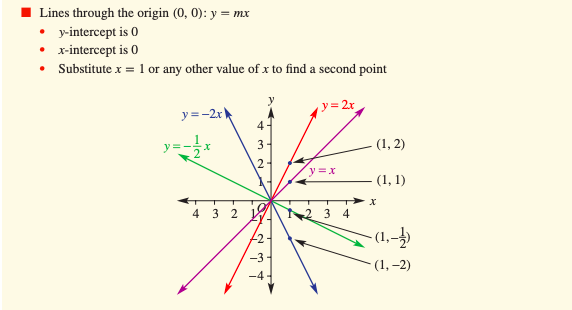 Lines through the origin (0, 0): y = mx
• y-intercept is 0
• x-intercept is 0
• Substitute x = 1 or any other value of x to find a second point
y
y = −2x
y = 2x
4
y = −1/2 x
3
(1, 2)
2
y = x
1
(1, 1)
O
x
4 3 2 1 1 2 3 4
−1
(1, −1/2)
−2
−3
(1, −2)
−4